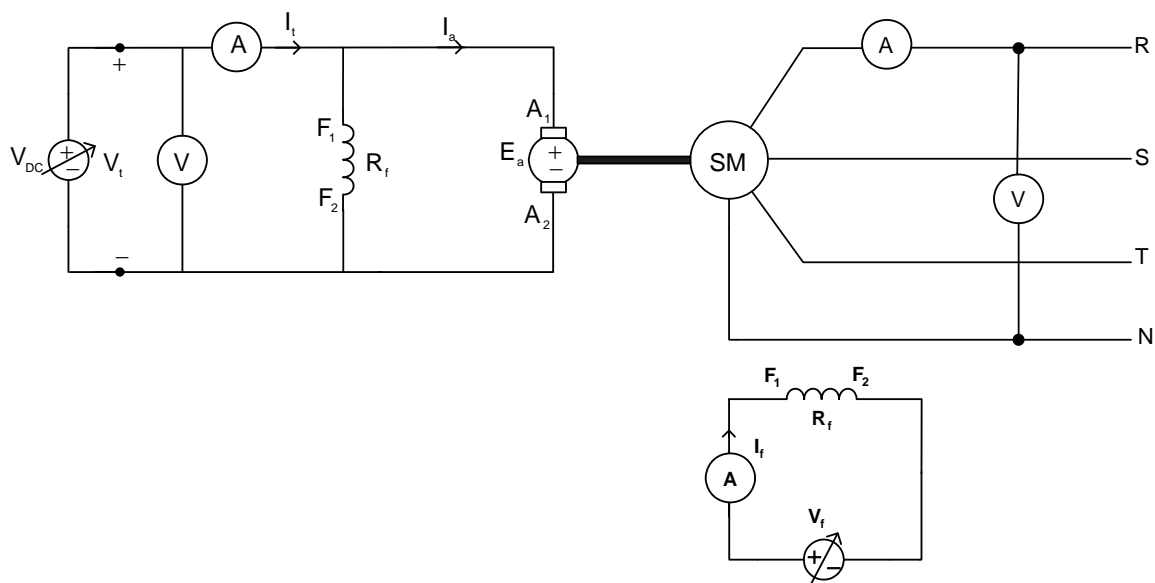 A I_t I_a A R
+
A_1
F_1
V_DC + − V_t V R_f E_a + − SM S
F_2 V
A_2
− T
N
F_1 F_2
R_f
I_f
A
V_f
+ −